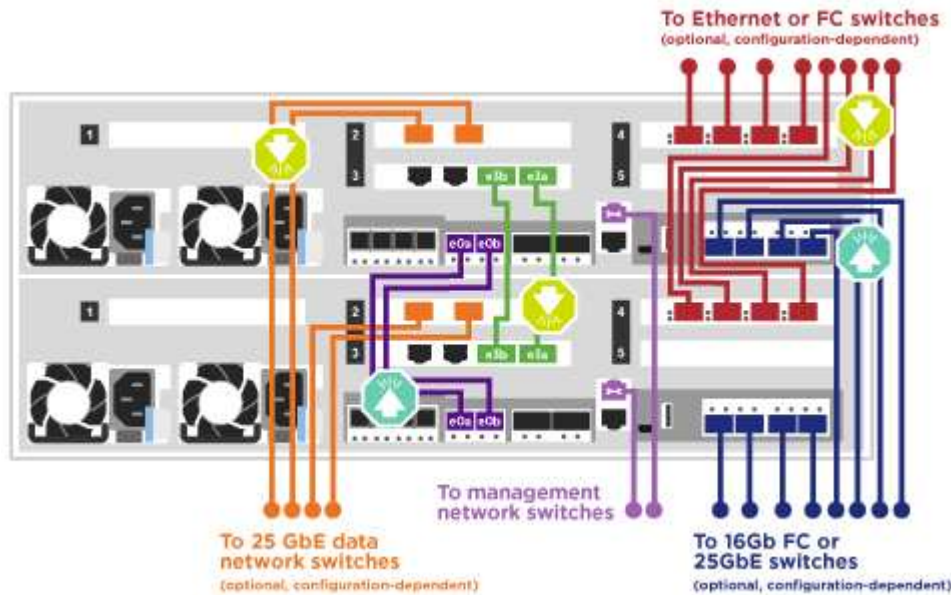 To Ethernet or FC switches
(optional, configuration-dependent)
1
2
4
3
e3b
e3a
5
e0a
e0b
1
2
4
3
e3b
e3a
5
e0a
e0b
To management
network switches
To 25 GbE data
network switches
(optional, configuration-dependent)
To 16Gb FC or
25GbE switches
(optional, configuration-dependent)